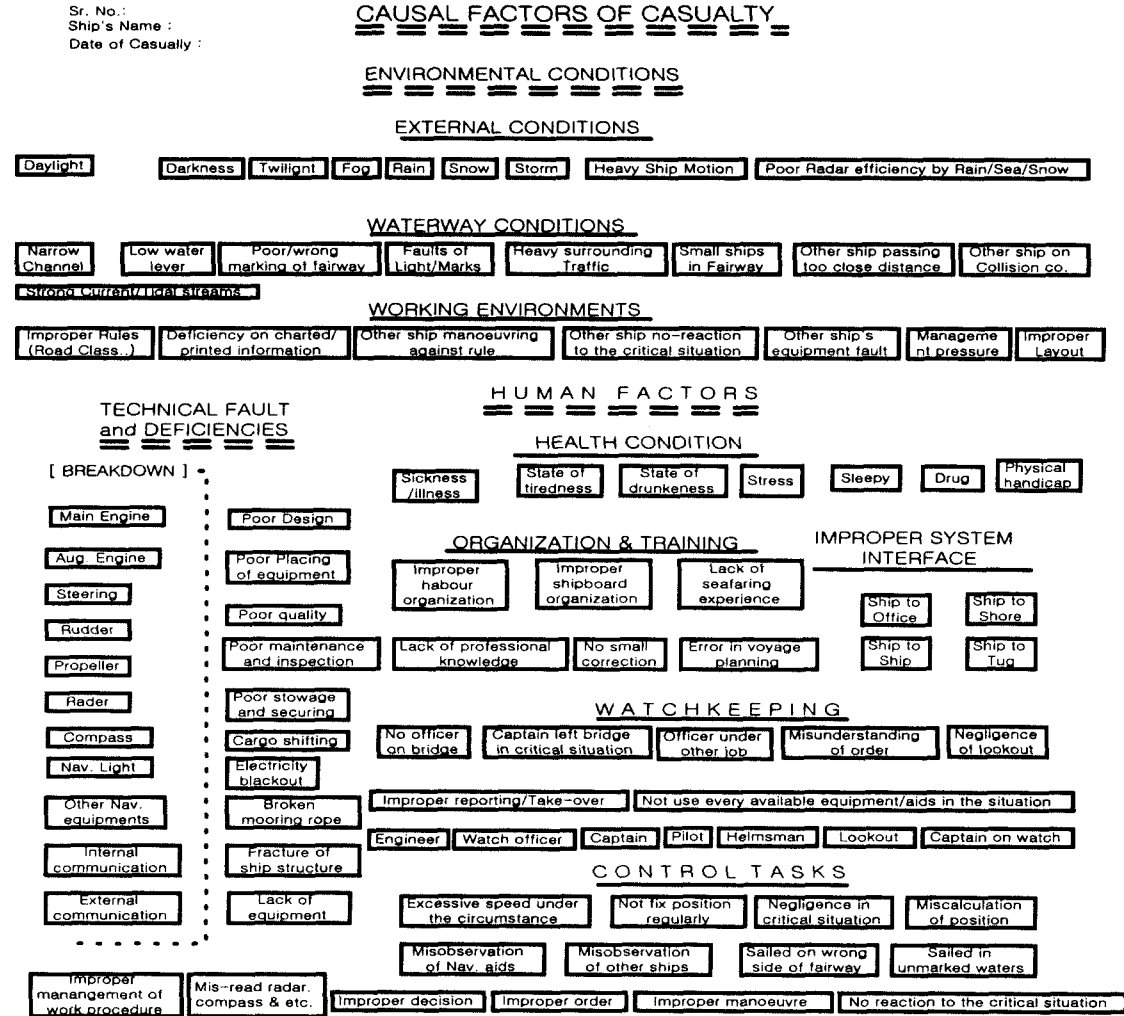 Sr. No.:
Ship's Name :
Date of Casually :
CAUSAL FACTORS OF CASUALTY
ENVIRONMENTAL CONDITIONS
EXTERNAL CONDITIONS
Daylight
Darkness
Twilignt
Fog
Rain
Snow
Storm
Heavy Ship Motion
Poor Radar efficiency by Rain/Sea/Snow
WATERWAY CONDITIONS
Narrow
Channel
Low water
lever
Poor/wrong
marking of fairway
Faults of
Light/Marks
Heavy surrounding
Traffic
Small ships
in Fairway
Other ship passing
too close distance
Other ship on
Collision co.
Strong Current/Tidal streams
WORKING ENVIRONMENTS
Improper Rules
(Road Class..)
Deficiency on charted/
printed information
Other ship manoeuvring
against rule
Other ship no-reaction
to the critical situation
Other ship's
equipment fault
Manageme
nt pressure
Improper
Layout
TECHNICAL FAULT
and DEFICIENCIES
[ BREAKDOWN ]
Main Engine
Aug. Engine
Steering
Rudder
Propeller
Rader
Compass
Nav. Light
Other Nav.
equipments
Internal
communication
External
communication
Poor Design
Poor Placing
of equipment
Poor quality
Poor maintenance
and inspection
Poor stowage
and securing
Cargo shifting
Electricity
blackout
Broken
mooring rope
Fracture of
ship structure
Lack of
equipment
HUMAN FACTORS
HEALTH CONDITION
Sickness
/illness
State of
tiredness
State of
drunkeness
Stress
Sleepy
Drug
Physical
handicap
ORGANIZATION & TRAINING
Improper
habour
organization
Improper
shipboard
organization
Lack of
seafaring
experience
Lack of professional
knowledge
No small
correction
Error in voyage
planning
IMPROPER SYSTEM
INTERFACE
Ship to
Office
Ship to
Shore
Ship to
Ship
Ship to
Tug
WATCHKEEPING
No officer
on bridge
Captain left bridge
in critical situation
Officer under
other job
Misunderstanding
of order
Negligence
of lookout
Improper reporting/Take-over
Not use every available equipment/aids in the situation
Engineer
Watch officer
Captain
Pilot
Helmsman
Lookout
Captain on watch
CONTROL TASKS
Excessive speed under
the circumstance
Not fix position
regularly
Negligence in
critical situation
Miscalculation
of position
Misobservation
of Nav. aids
Misobservation
of other ships
Sailed on wrong
side of fairway
Sailed in
unmarked waters
Improper
manangement of
work procedure
Mis-read radar.
compass & etc.
Improper decision
Improper order
Improper manoeuvre
No reaction to the critical situation